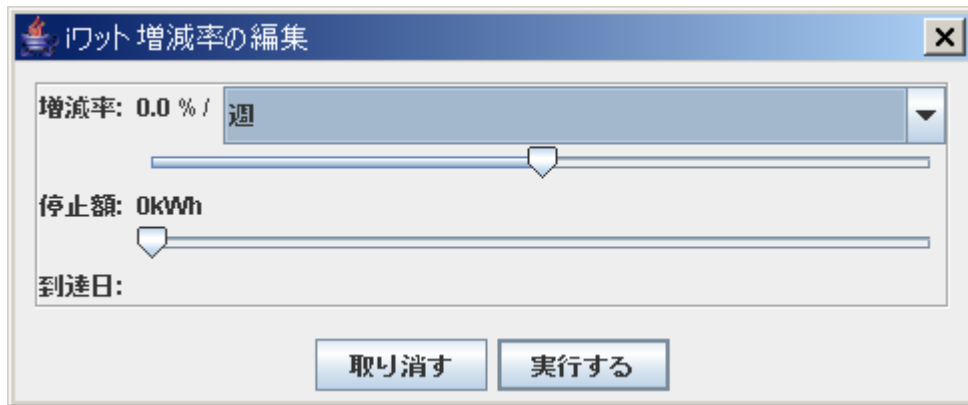 iワット増減率の編集
増減率: 0.0 % / 週
停止額: 0kWh
到達日:
取り消す 実行する